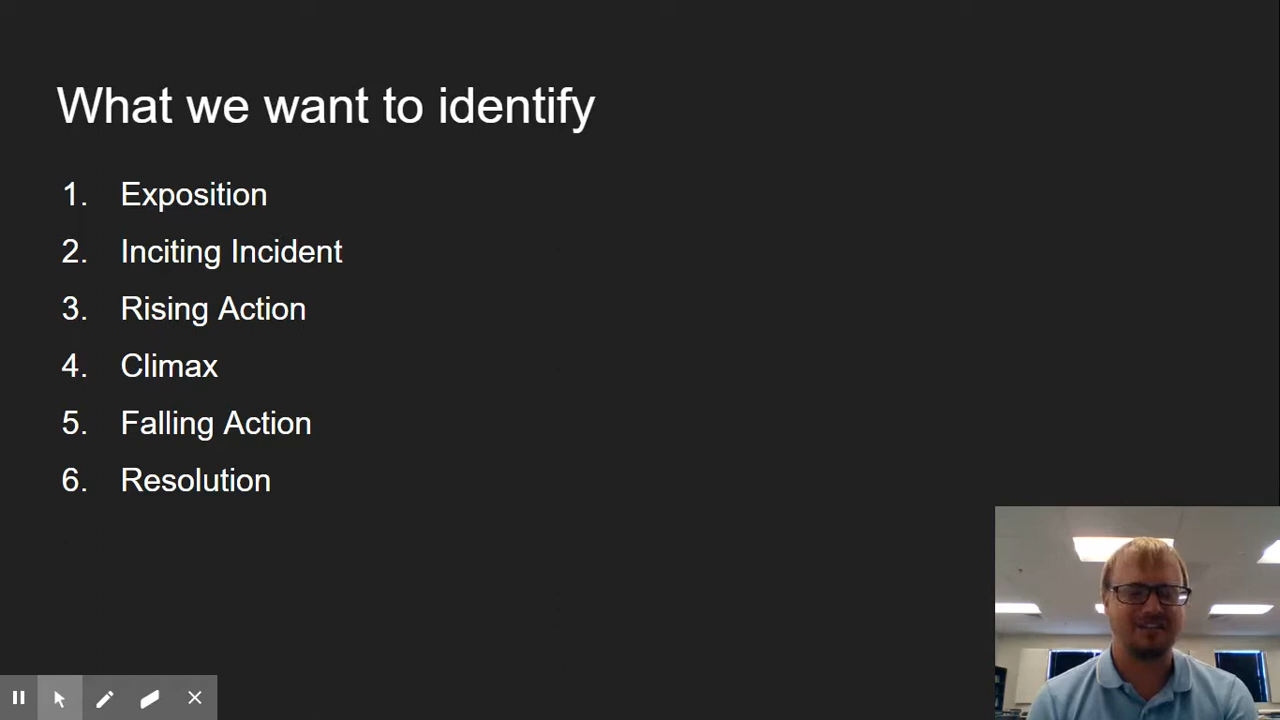 What we want to identify
1. Exposition
2. Inciting Incident
3. Rising Action
4. Climax
5. Falling Action
6. Resolution